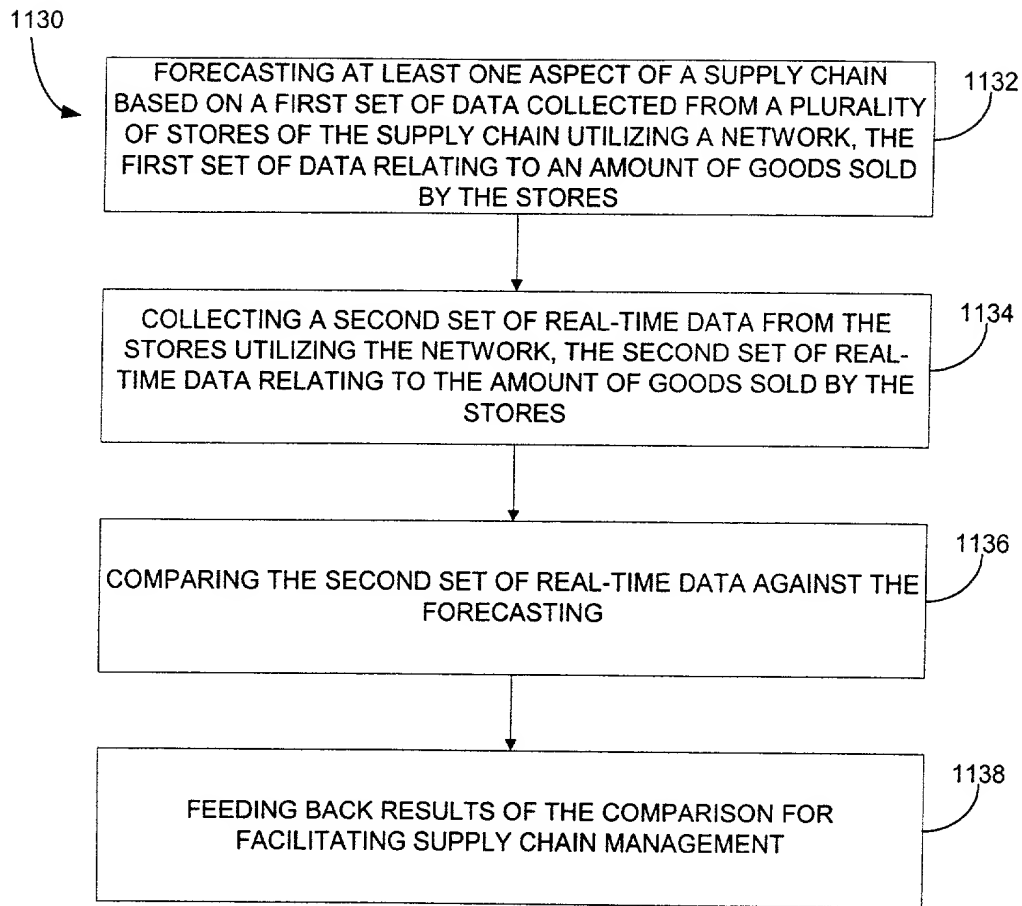 1130
FORECASTING AT LEAST ONE ASPECT OF A SUPPLY CHAIN
BASED ON A FIRST SET OF DATA COLLECTED FROM A PLURALITY
OF STORES OF THE SUPPLY CHAIN UTILIZING A NETWORK, THE
FIRST SET OF DATA RELATING TO AN AMOUNT OF GOODS SOLD
BY THE STORES
1132
COLLECTING A SECOND SET OF REAL-TIME DATA FROM THE
STORES UTILIZING THE NETWORK, THE SECOND SET OF REAL-
TIME DATA RELATING TO THE AMOUNT OF GOODS SOLD BY THE
STORES
1134
COMPARING THE SECOND SET OF REAL-TIME DATA AGAINST THE
FORECASTING
1136
FEEDING BACK RESULTS OF THE COMPARISON FOR
FACILITATING SUPPLY CHAIN MANAGEMENT
1138